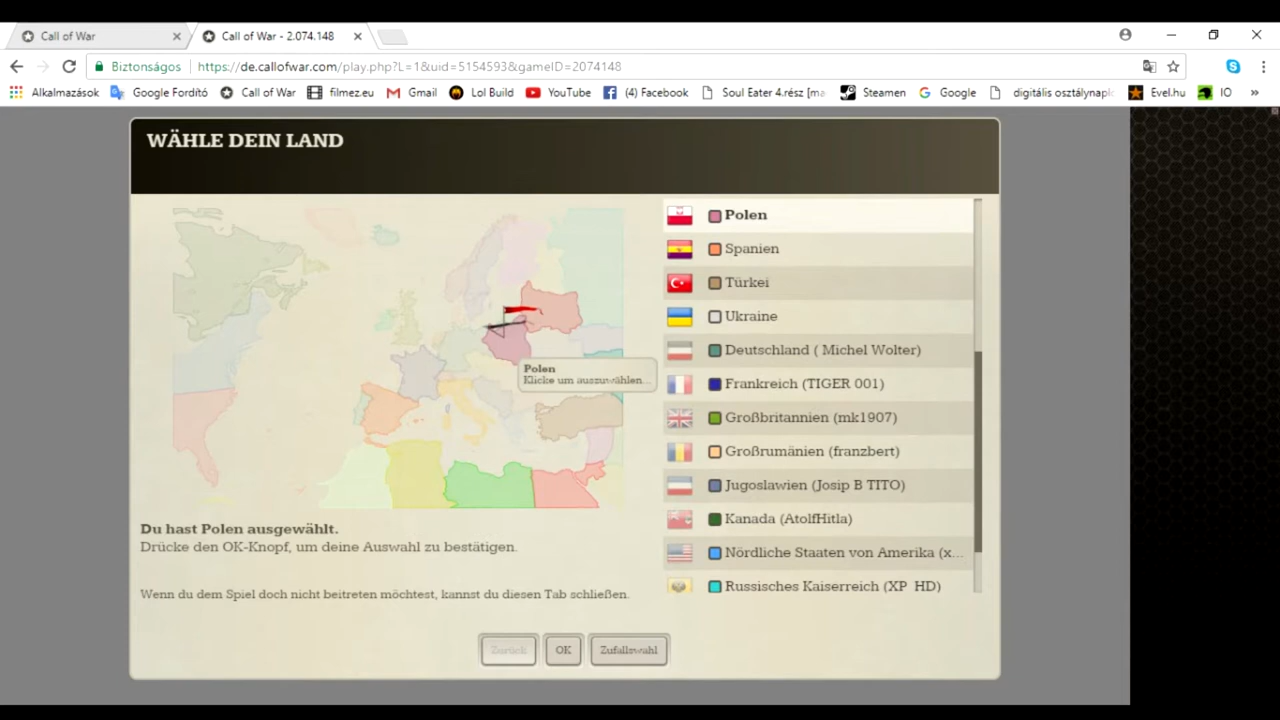 Call of War
Call of War - 2.074.148
Biztonságos
https://de.callofwar.com/play.php?L=1&uid=5154593&gameID=2074148
Alkalmazások
Google Fordító
Call of War
filmez.eu
Gmail
Lol Build
YouTube
(4) Facebook
Soul Eater 4.rész [ma
Steamen
Google
digitális osztálynapl
Evel.hu
IO
»
WÄHLE DEIN LAND
Polen
Spanien
Türkei
Ukraine
Deutschland ( Michel Wolter)
Frankreich (TIGER 001)
Großbritannien (mk1907)
Großrumänien (franzbert)
Jugoslawien (Josip B TITO)
Kanada (AtolfHitla)
Nördliche Staaten von Amerika (x...
Russisches Kaiserreich (XP HD)
Polen
Klicke um auszuwählen...
Du hast Polen ausgewählt.
Drücke den OK-Knopf, um deine Auswahl zu bestätigen.
Wenn du dem Spiel doch nicht beitreten möchtest, kannst du diesen Tab schließen.
Zurück
OK
Zufallswahl